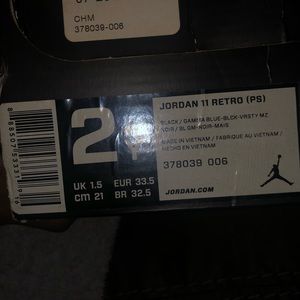 CHM
378039-006
2Y
JORDAN 11 RETRO (PS)
BLACK/ GAMMA BLUE-BLCK-VRSTY MZ
NOIR/ BL GM-NOIR-MAIS
MADE IN VIETNAM / FABRIQUE AU VIETNAM /
HECHO EN VIETNAM
378039 006
UK 1.5 EUR 33.5
CM 21 BR 32.5
JORDAN.COM